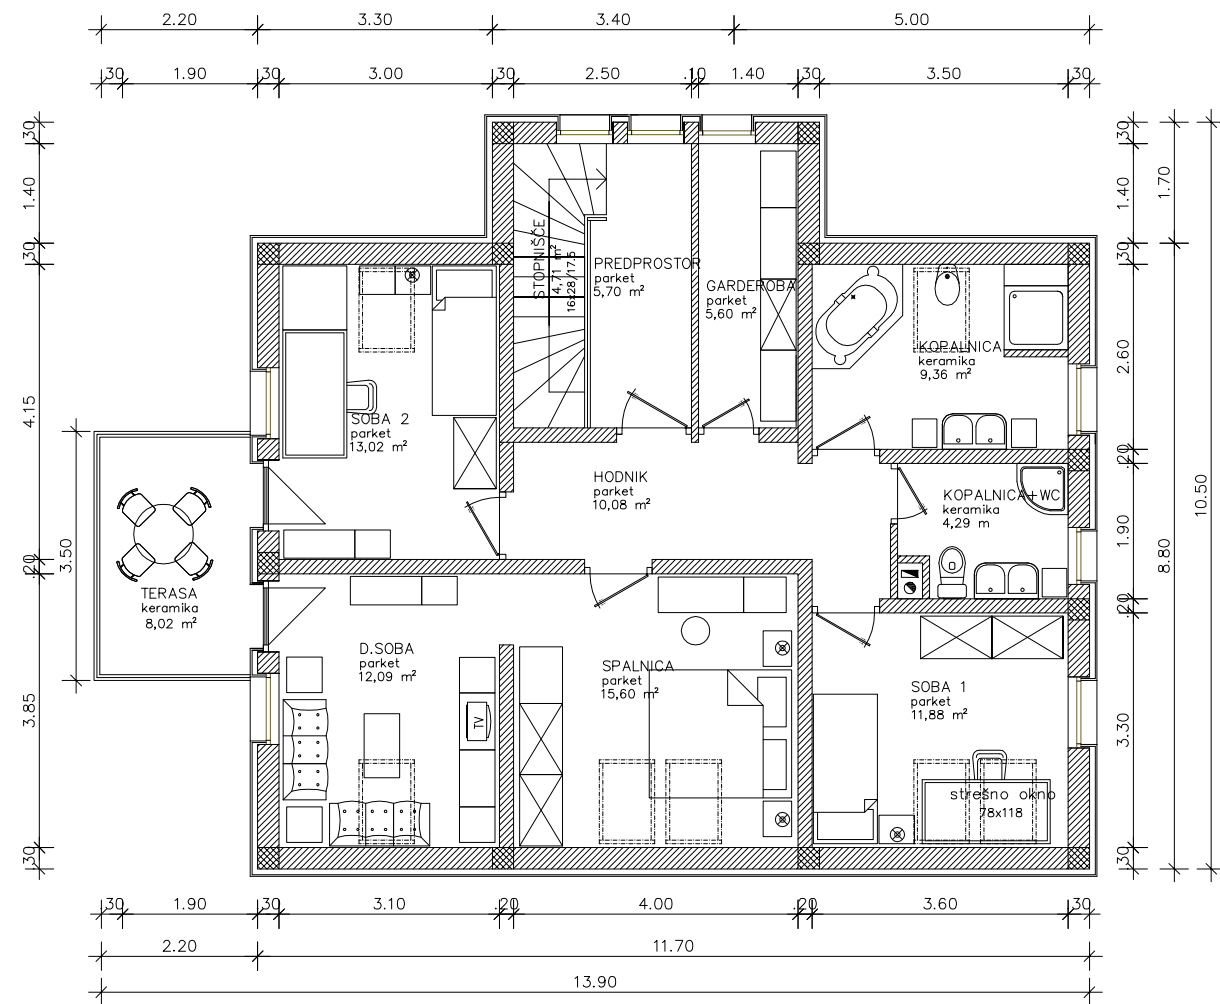 2.20 3.30 3.40 5.00
.30 1.90 .30 3.00 .30 2.50 .10 1.40 .30 3.50 .30
.30
1.40
.30
4.15
.20
3.85
.30
3.50
STOPNIŠČE
4,71 m²
16x28/17.5
PREDPROSTOR
parket
5,70 m²
GARDEROBA
parket
5,60 m²
KOPALNICA
keramika
9,36 m²
SOBA 2
parket
13,02 m²
HODNIK
parket
10,08 m²
KOPALNICA+WC
keramika
4,29 m
TERASA
keramika
8,02 m²
D.SOBA
parket
12,09 m²
TV
SPALNICA
parket
15,60 m²
SOBA 1
parket
11,88 m²
strešno okno
78x118
.30
1.40
.30
2.60
.20
1.90
.20
3.30
.30
1.70
8.80
10.50
.30 1.90 .30 3.10 .20 4.00 .20 3.60 .30
2.20 11.70
13.90